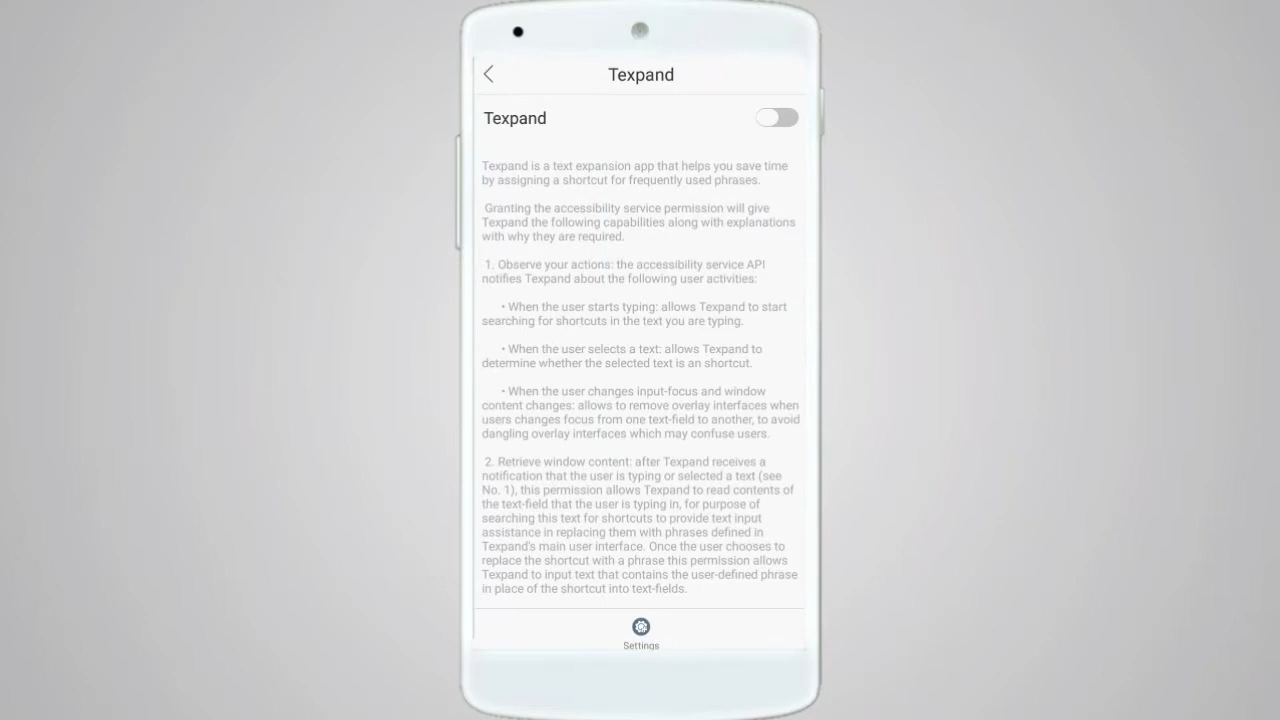 Texpand
Texpand
Texpand is a text expansion app that helps you save time
by assigning a shortcut for frequently used phrases.
Granting the accessibility service permission will give
Texpand the following capabilities along with explanations
with why they are required.
1. Observe your actions: the accessibility service API
notifies Texpand about the following user activities:
• When the user starts typing: allows Texpand to start
searching for shortcuts in the text you are typing.
• When the user selects a text: allows Texpand to
determine whether the selected text is an shortcut.
• When the user changes input-focus and window
content changes: allows to remove overlay interfaces when
users changes focus from one text-field to another, to avoid
dangling overlay interfaces which may confuse users.
2. Retrieve window content: after Texpand receives a
notification that the user is typing or selected a text (see
No. 1), this permission allows Texpand to read contents of
the text-field that the user is typing in, for purpose of
searching this text for shortcuts to provide text input
assistance in replacing them with phrases defined in
Texpand's main user interface. Once the user chooses to
replace the shortcut with a phrase this permission allows
Texpand to input text that contains the user-defined phrase
in place of the shortcut into text-fields.
Settings